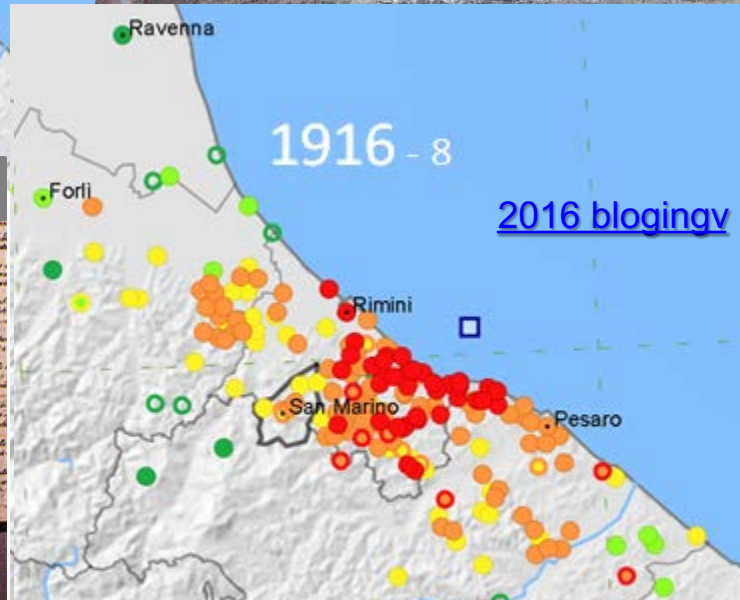 Ravenna
1916 - 8
Forlì
2016 blogingv
Rimini
San Marino
Pesaro